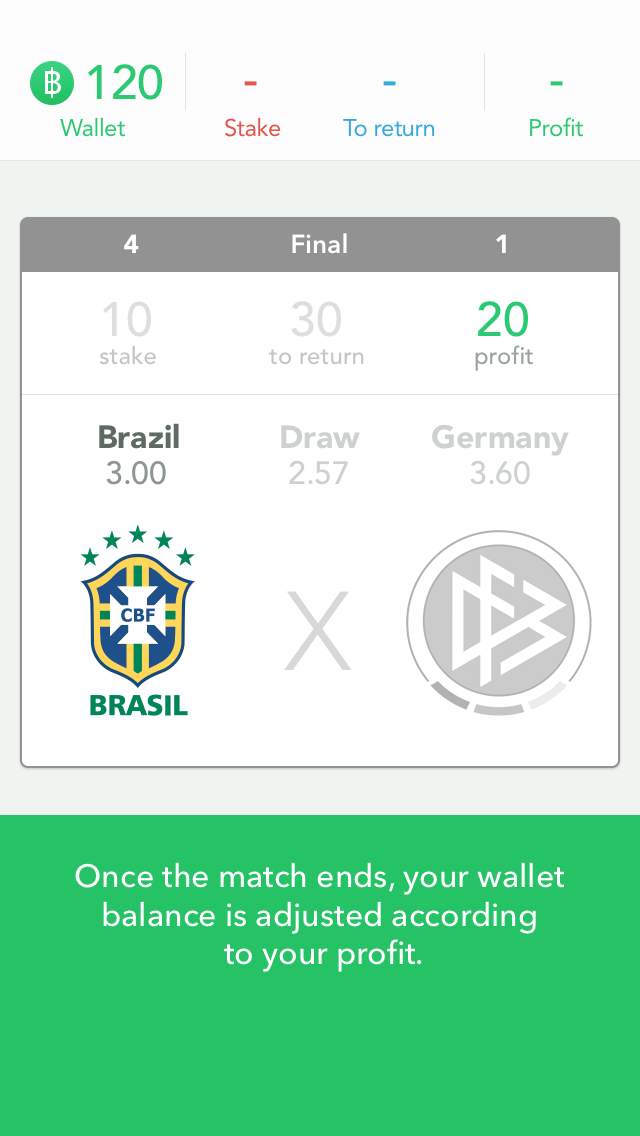 ฿ 120 - - -
Wallet Stake To return Profit
4 Final 1
10 30 20
stake to return profit
Brazil Draw Germany
3.00 2.57 3.60
CBF X DFB
BRASIL
Once the match ends, your wallet
balance is adjusted according
to your profit.